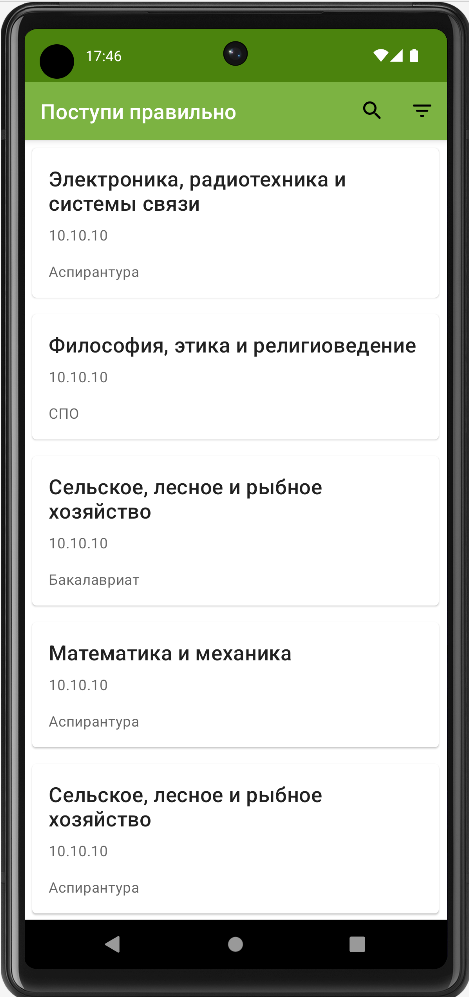 17:46
Поступи правильно
Электроника, радиотехника и
системы связи
10.10.10
Аспирантура
Философия, этика и религиоведение
10.10.10
СПО
Сельское, лесное и рыбное
хозяйство
10.10.10
Бакалавриат
Математика и механика
10.10.10
Аспирантура
Сельское, лесное и рыбное
хозяйство
10.10.10
Аспирантура